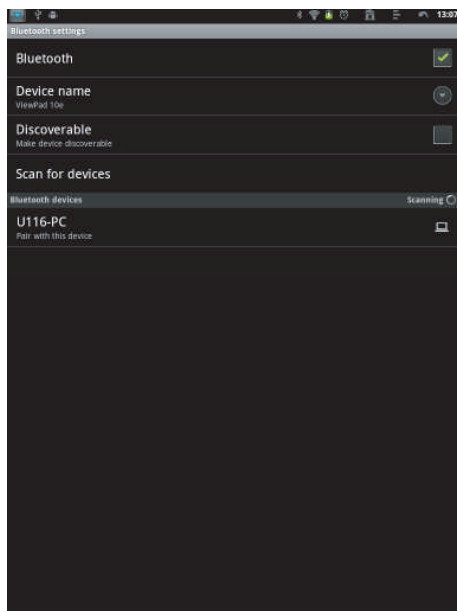 13:07
Bluetooth settings
Bluetooth
Device name
ViewPad 10e
Discoverable
Make device discoverable
Scan for devices
Bluetooth devices Scanning
U116-PC
Pair with this device